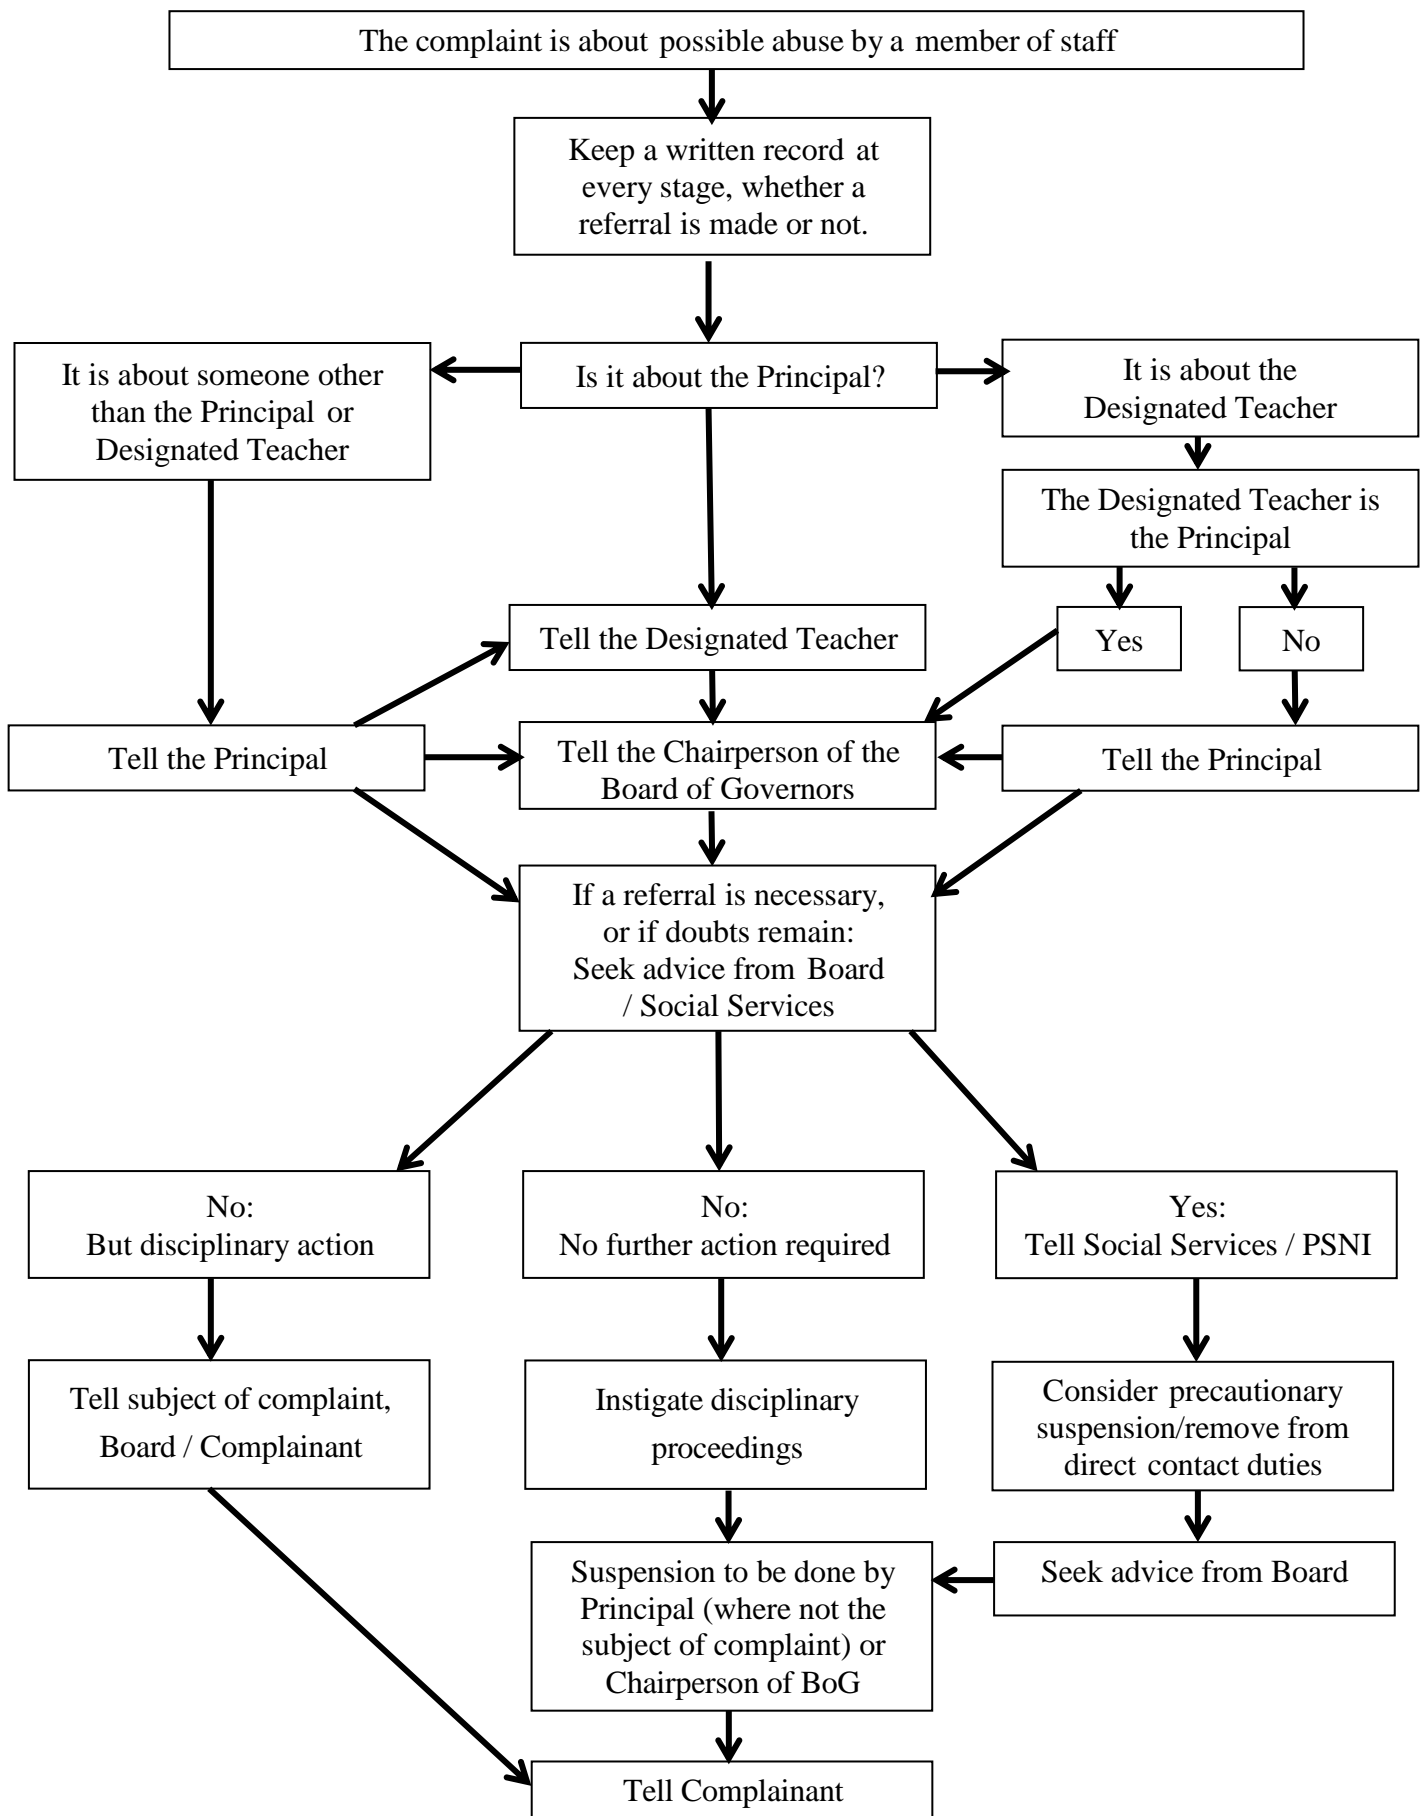 The complaint is about possible abuse by a member of staff
Keep a written record at
every stage, whether a
referral is made or not.
It is about someone other
than the Principal or
Designated Teacher
Is it about the Principal?
It is about the
Designated Teacher
The Designated Teacher is
the Principal
Tell the Designated Teacher
Yes
No
Tell the Principal
Tell the Chairperson of the
Board of Governors
Tell the Principal
If a referral is necessary,
or if doubts remain:
Seek advice from Board
/ Social Services
No:
But disciplinary action
No:
No further action required
Yes:
Tell Social Services / PSNI
Tell subject of complaint,
Board / Complainant
Instigate disciplinary
proceedings
Consider precautionary
suspension/remove from
direct contact duties
Suspension to be done by
Principal (where not the
subject of complaint) or
Chairperson of BoG
Seek advice from Board
Tell Complainant